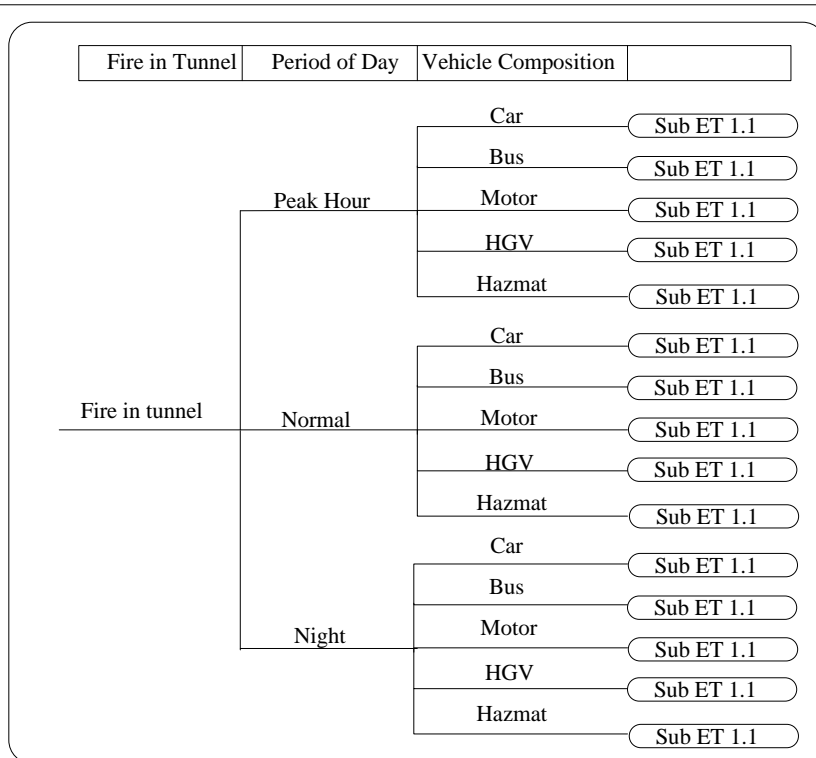 Fire in Tunnel Period of Day Vehicle Composition
Car Sub ET 1.1
Bus Sub ET 1.1
Peak Hour Motor Sub ET 1.1
HGV Sub ET 1.1
Hazmat Sub ET 1.1
Car Sub ET 1.1
Bus Sub ET 1.1
Fire in tunnel Normal Motor Sub ET 1.1
HGV Sub ET 1.1
Hazmat Sub ET 1.1
Car Sub ET 1.1
Bus Sub ET 1.1
Night Motor Sub ET 1.1
HGV Sub ET 1.1
Hazmat Sub ET 1.1